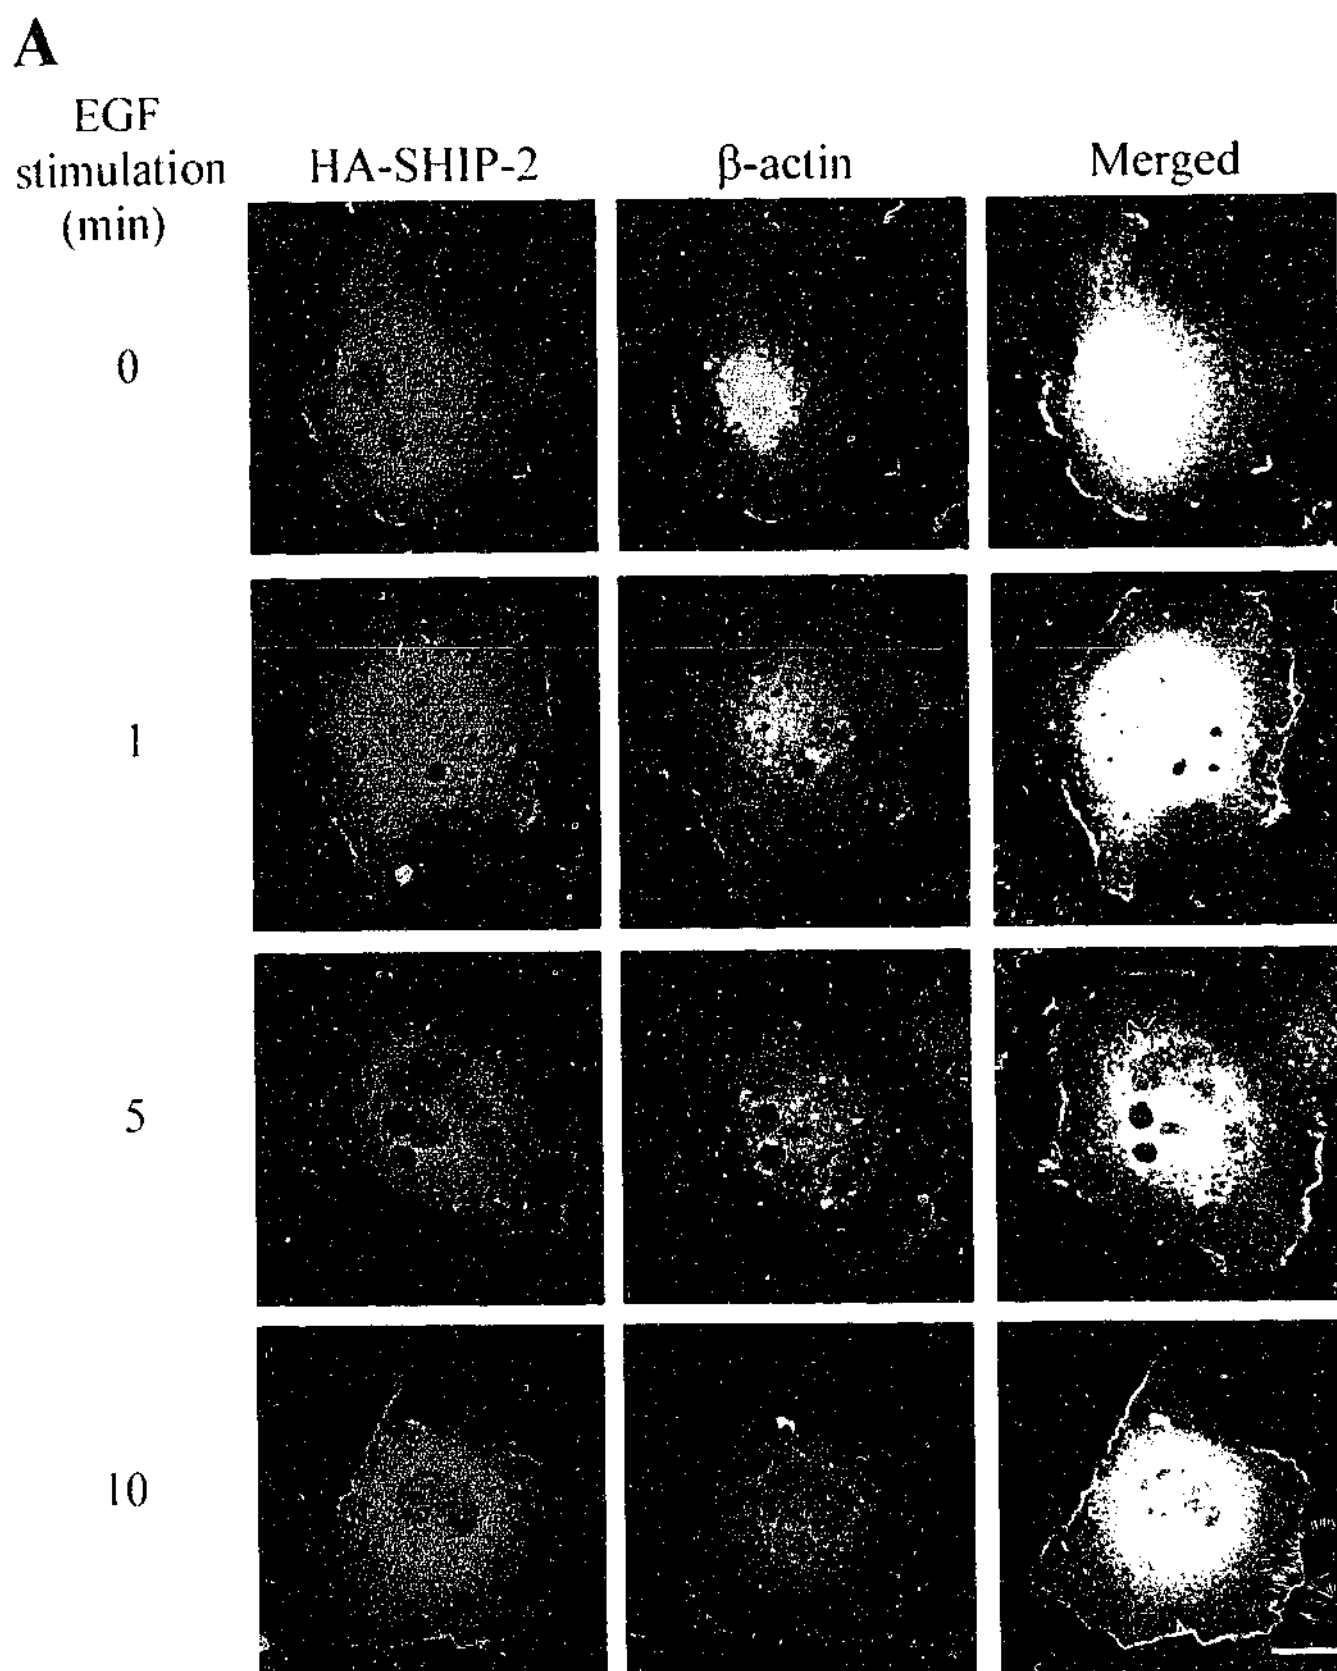 A
EGF
stimulation
(min)
HA-SHIP-2
β-actin
Merged
0
1
5
10